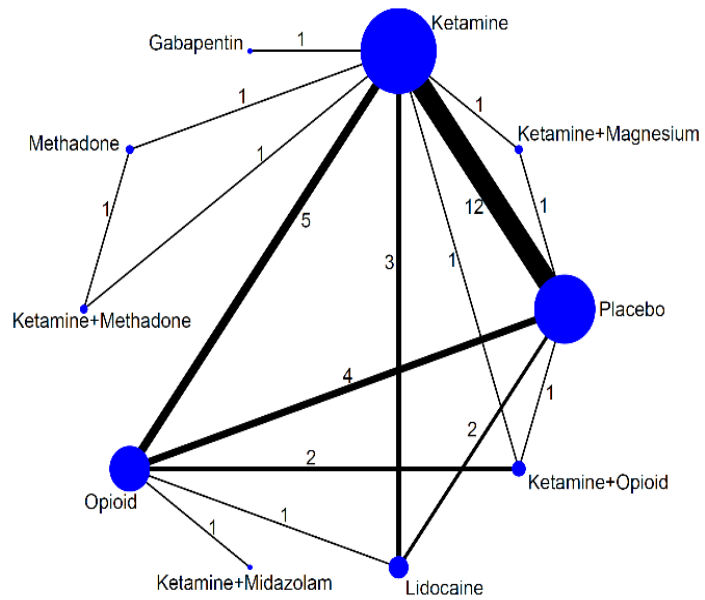 Ketamine
Gabapentin
1
1
1
Ketamine+Magnesium
Methadone
1
1
12
1
5
3
1
Placebo
Ketamine+Methadone
4
1
2
2
Opioid
Ketamine+Opioid
1
1
Ketamine+Midazolam
Lidocaine